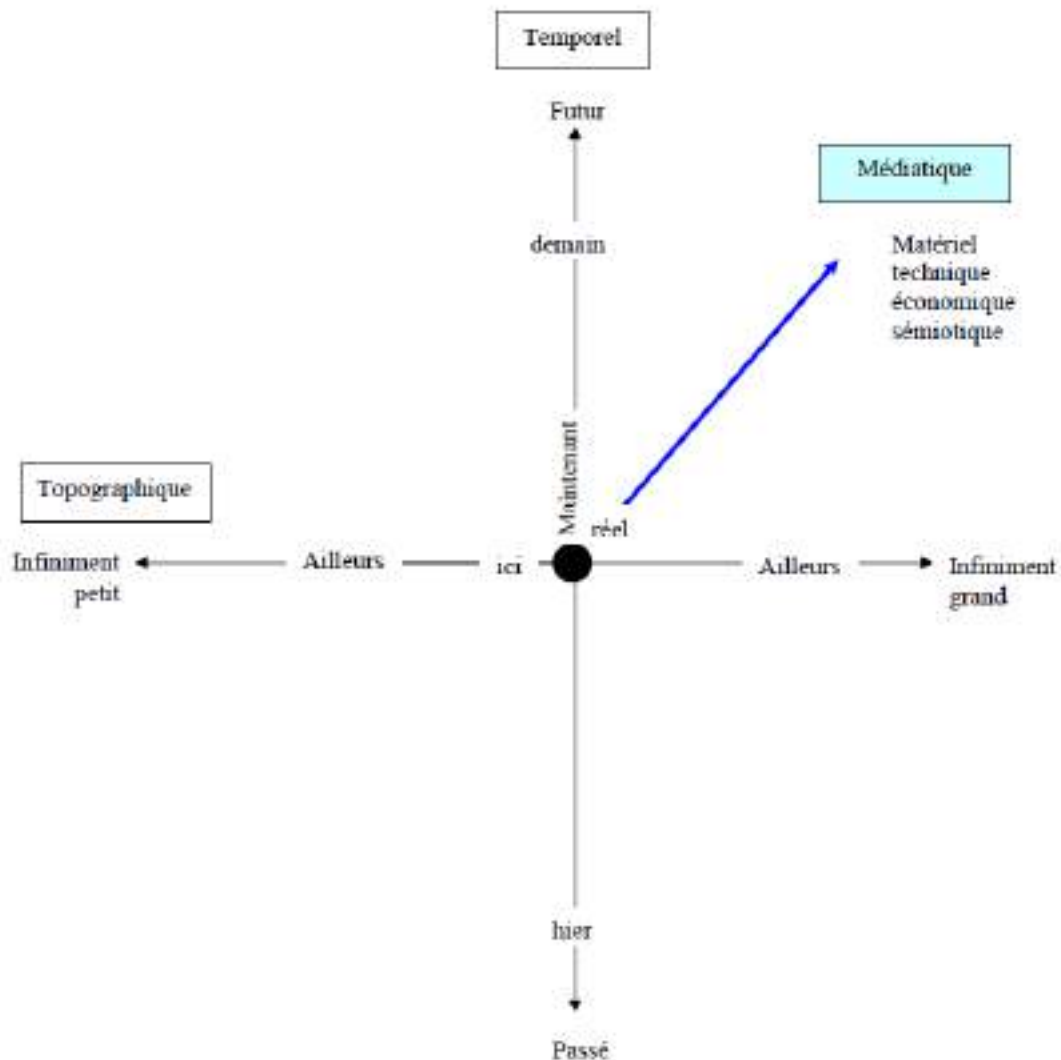 Temporel
Futur
Médiatique
demain
Matériel
technique
économique
sémiotique
Maintenant
Topographique
réel
Infiniment
petit
Ailleurs
ici
Ailleurs
Infiniment
grand
hier
Passé